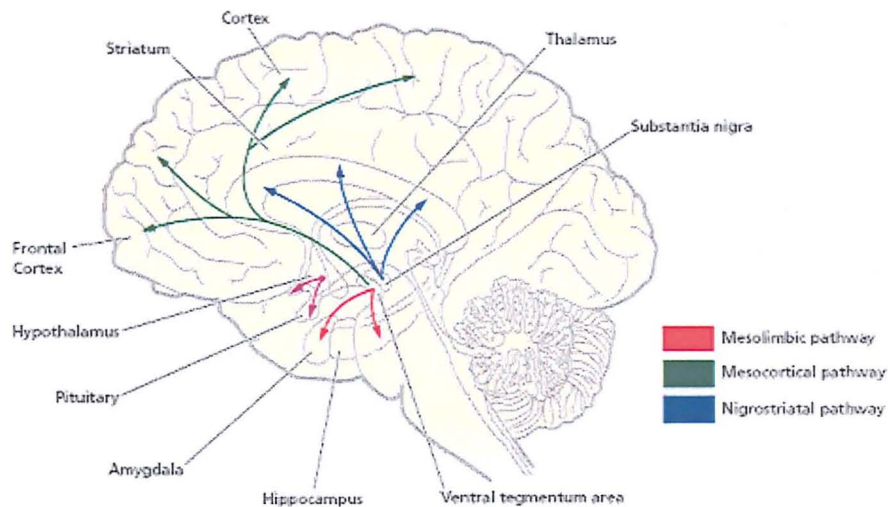 Cortex
Striatum
Thalamus
Substantia nigra
Frontal
Cortex
Hypothalamus
Pituitary
Amygdala
Hippocampus
Ventral tegmentum area
Mesolimbic pathway
Mesocortical pathway
Nigrostriatal pathway